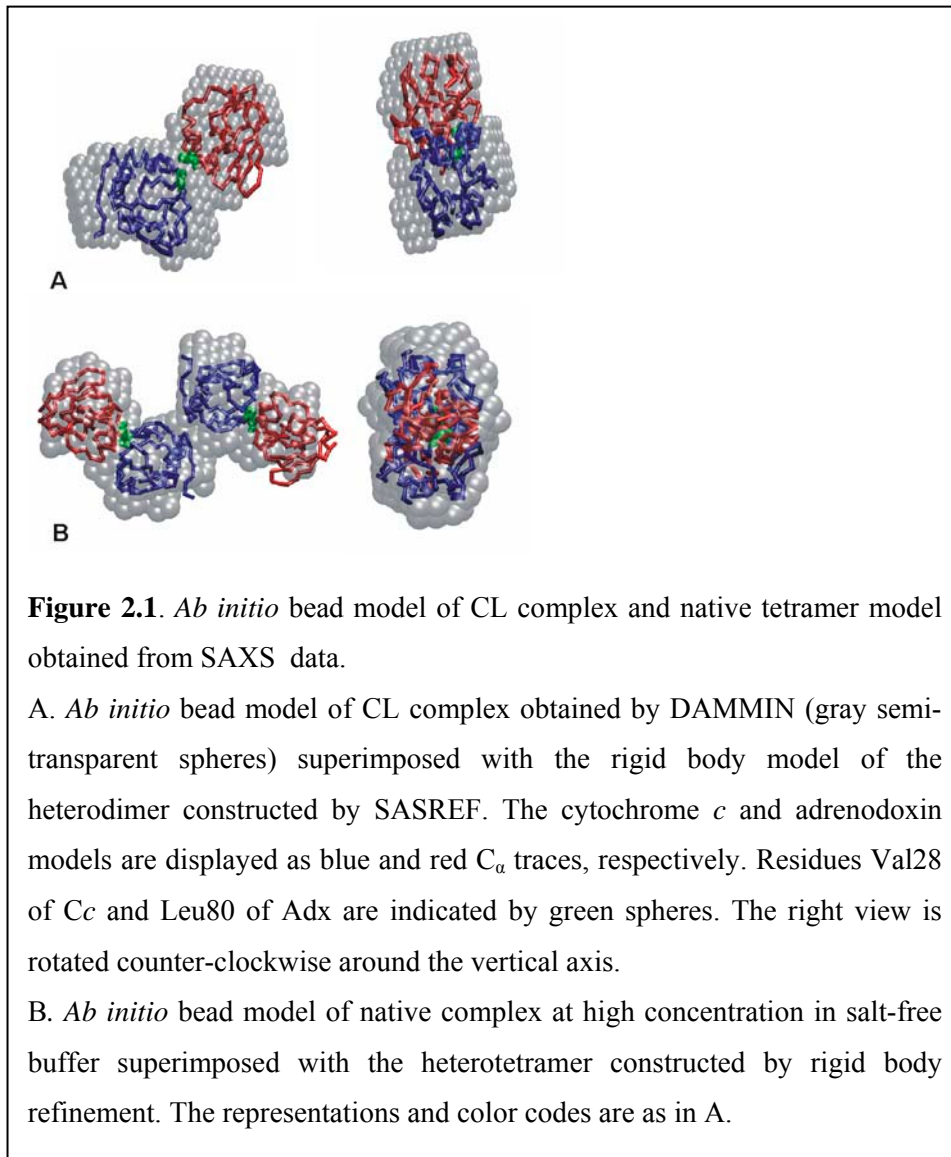 A
B
Figure 2.1. Ab initio bead model of CL complex and native tetramer model
obtained from SAXS data.
A. Ab initio bead model of CL complex obtained by DAMMIN (gray semi-
transparent spheres) superimposed with the rigid body model of the
heterodimer constructed by SASREF. The cytochrome c and adrenodoxin
models are displayed as blue and red Cα traces, respectively. Residues Val28
of Cc and Leu80 of Adx are indicated by green spheres. The right view is
rotated counter-clockwise around the vertical axis.
B. Ab initio bead model of native complex at high concentration in salt-free
buffer superimposed with the heterotetramer constructed by rigid body
refinement. The representations and color codes are as in A.